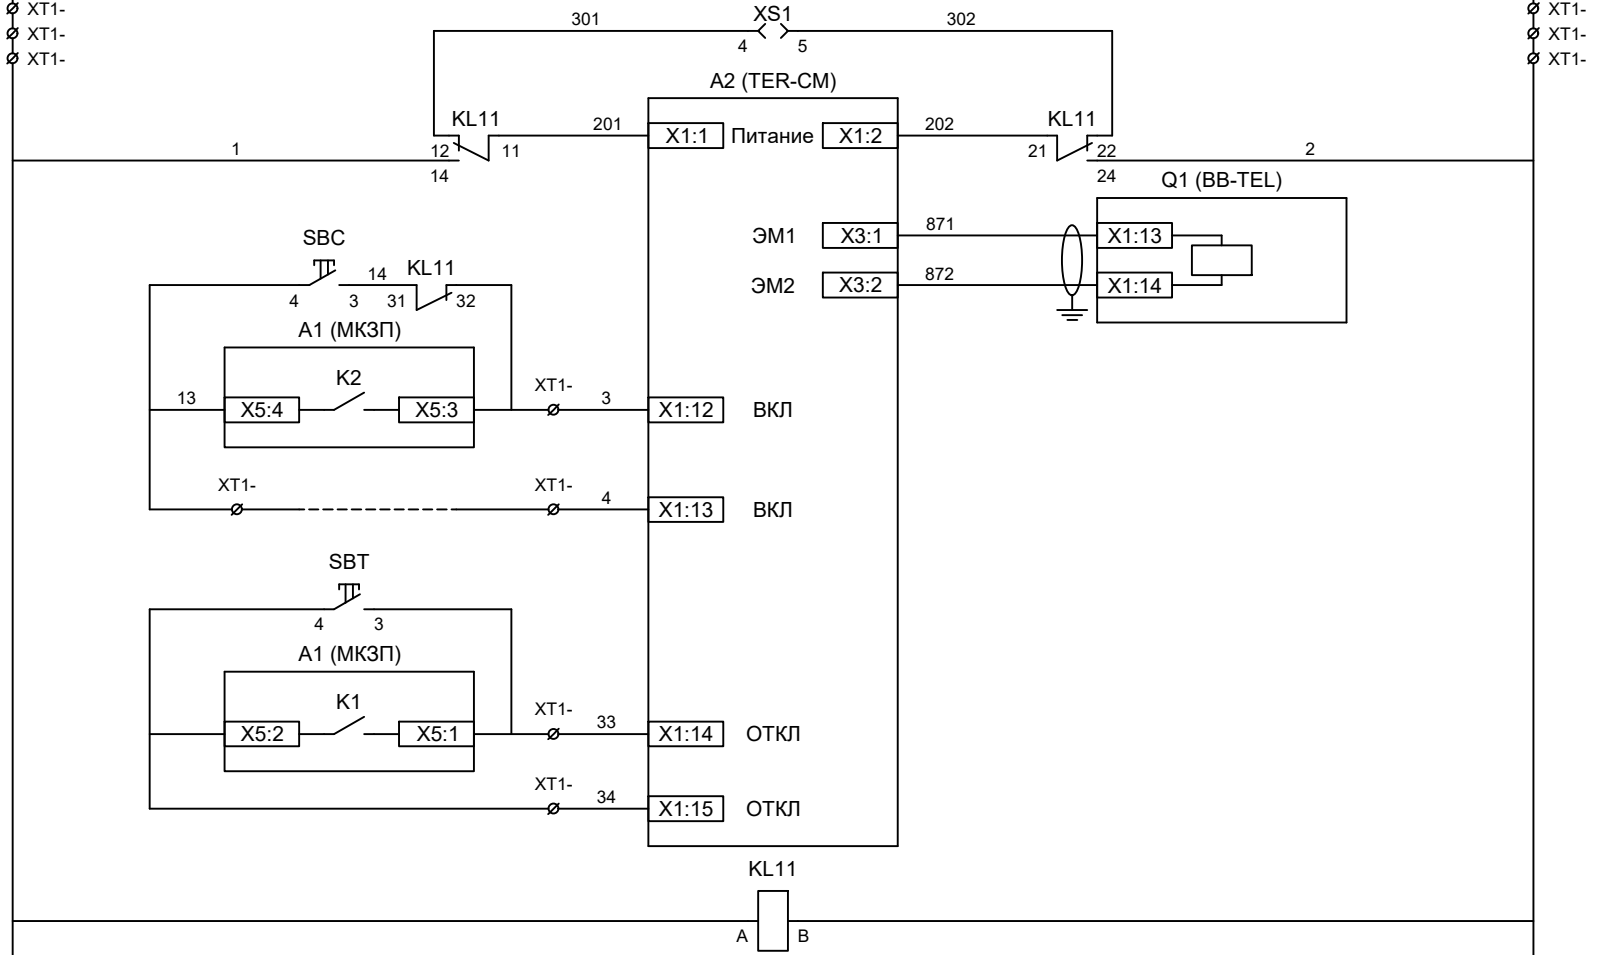 XT1-
XT1-
XT1-
XT1-
XT1-
XT1-
301
XS1
302
4
5
A2 (TER-CM)
KL11
201
X1:1
Питание
X1:2
202
KL11
1
12
11
14
21
22
24
2
Q1 (BB-TEL)
ЭМ1
X3:1
871
X1:13
ЭМ2
X3:2
872
X1:14
SBC
14
KL11
4
3
31
32
A1 (МКЗП)
K2
13
X5:4
X5:3
XT1-
3
X1:12
ВКЛ
XT1-
XT1-
4
X1:13
ВКЛ
SBT
4
3
A1 (МКЗП)
K1
X5:2
X5:1
XT1-
33
X1:14
ОТКЛ
XT1-
34
X1:15
ОТКЛ
KL11
A
B